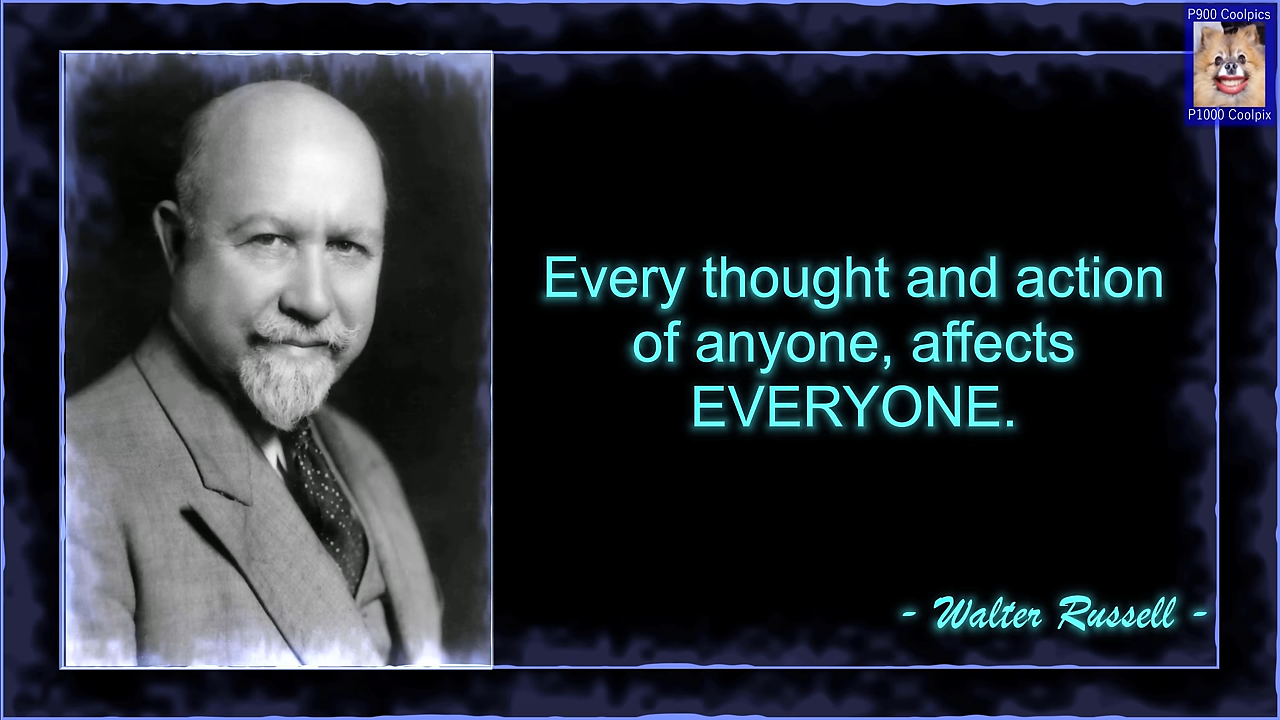 P900 Coolpics
P1000 Coolpix
Every thought and action
of anyone, affects
EVERYONE.
- Walter Russell -